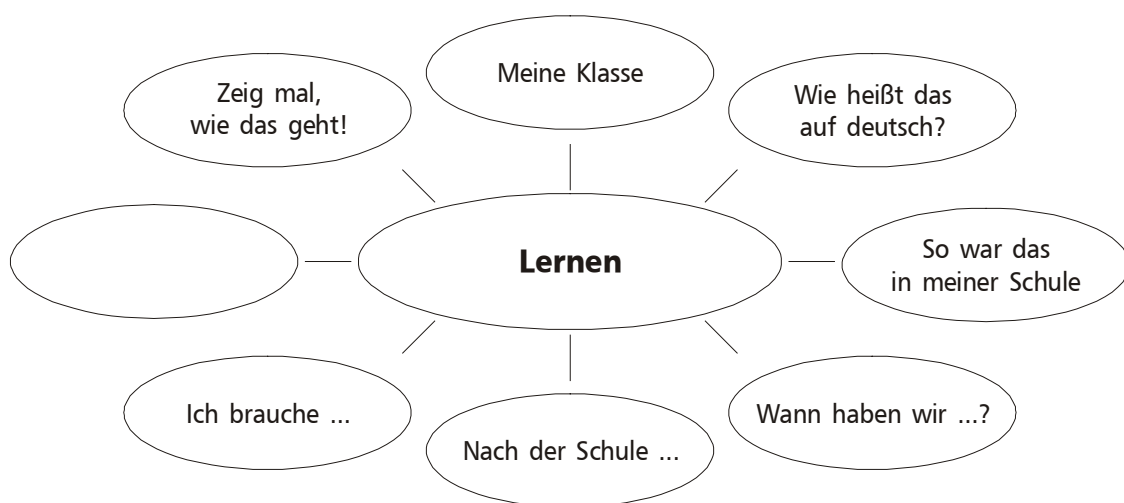 Meine Klasse
Zeig mal,
wie das geht!
Wie heißt das
auf deutsch?
Lernen
So war das
in meiner Schule
Ich brauche ...
Nach der Schule ...
Wann haben wir ...?